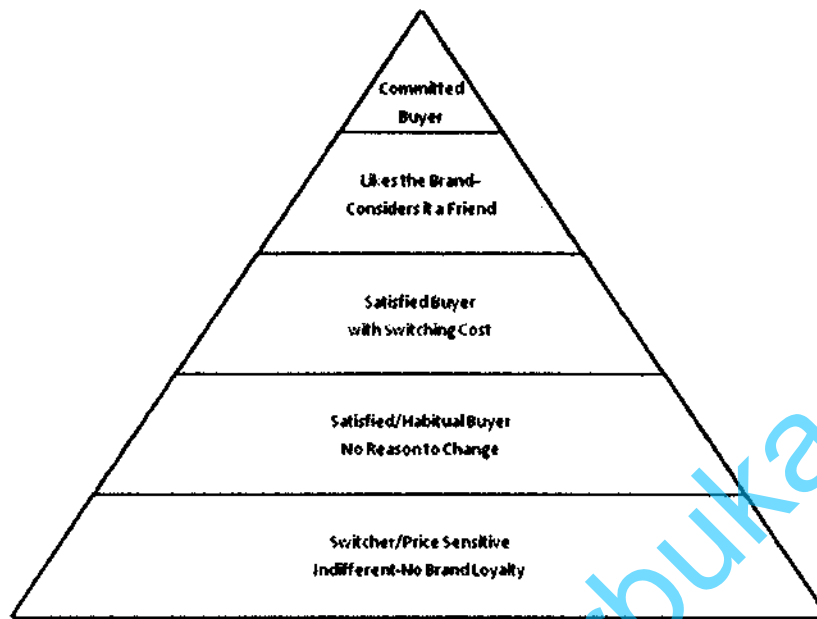 Committed
Buyer
Likes the Brand-
Considers it a Friend
Satisfied Buyer
with Switching Cost
Satisfied/Habitual Buyer
No Reason to Change
Switcher/Price Sensitive
Indifferent-No Brand Loyalty
rbuka